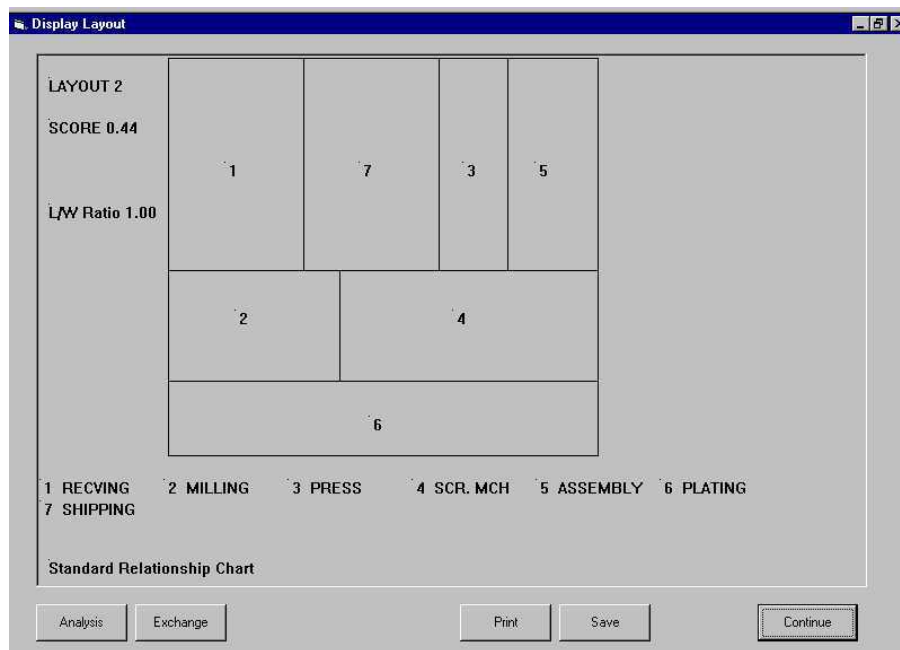 Display Layout
LAYOUT 2
SCORE 0.44
1 7 3 5
L/W Ratio 1.00
2 4
6
1 RECVING 2 MILLING 3 PRESS 4 SCR. MCH 5 ASSEMBLY 6 PLATING
7 SHIPPING
Standard Relationship Chart
Analysis Exchange Print Save Continue